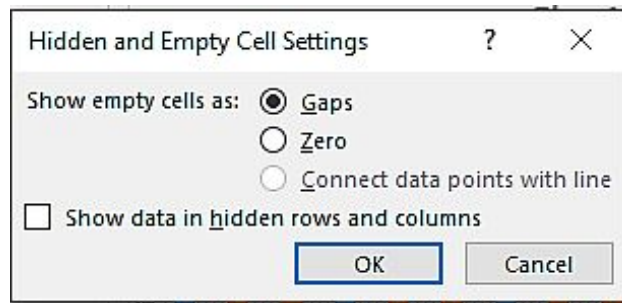 Hidden and Empty Cell Settings ?
Show empty cells as: Gaps
Zero
Connect data points with line
Show data in hidden rows and columns
OK Cancel